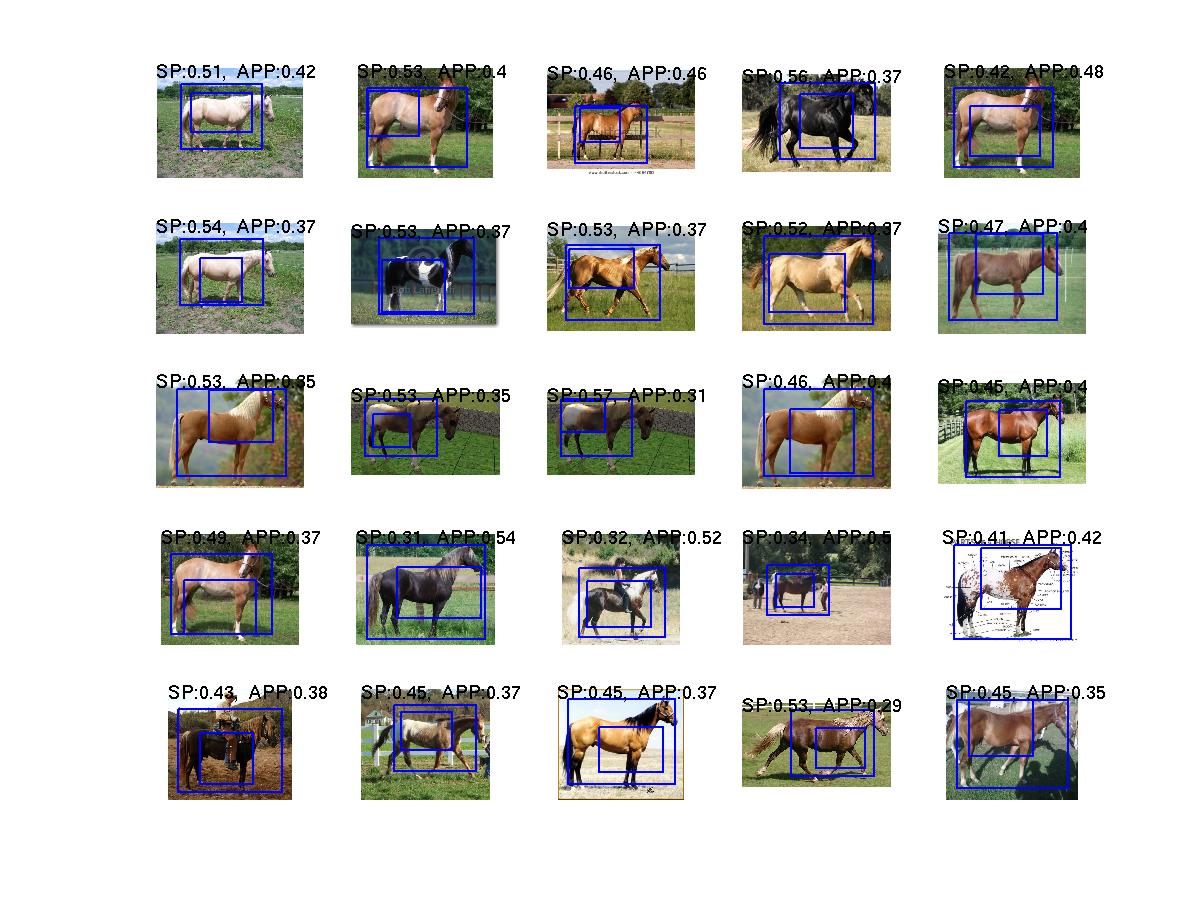 SP:0.51, APP:0.42
SP:0.53, APP:0.4
SP:0.46, APP:0.46
SP:0.56, APP:0.37
SP:0.42, APP:0.48
SP:0.54, APP:0.37
SP:0.53, APP:0.37
SP:0.53, APP:0.37
SP:0.52, APP:0.37
SP:0.47, APP:0.4
SP:0.53, APP:0.35
SP:0.53, APP:0.35
SP:0.57, APP:0.31
SP:0.46, APP:0.4
SP:0.45, APP:0.4
SP:0.49, APP:0.37
SP:0.31, APP:0.54
SP:0.32, APP:0.52
SP:0.34, APP:0.5
SP:0.41, APP:0.42
SP:0.43, APP:0.38
SP:0.45, APP:0.37
SP:0.45, APP:0.37
SP:0.53, APP:0.29
SP:0.45, APP:0.35